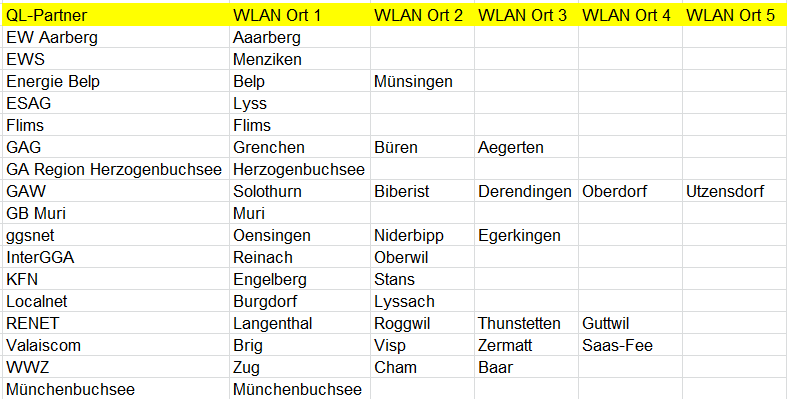 QL-Partner WLAN Ort 1 WLAN Ort 2 WLAN Ort 3 WLAN Ort 4 WLAN Ort 5
EW Aarberg Aaarberg
EWS Menziken
Energie Belp Belp Münsingen
ESAG Lyss
Flims Flims
GAG Grenchen Büren Aegerten
GA Region Herzogenbuchsee Herzogenbuchsee
GAW Solothurn Biberist Derendingen Oberdorf Utzensdorf
GB Muri Muri
ggsnet Oensingen Niderbipp Egerkingen
InterGGA Reinach Oberwil
KFN Engelberg Stans
Localnet Burgdorf Lyssach
RENET Langenthal Roggwil Thunstetten Guttwil
Valaiscom Brig Visp Zermatt Saas-Fee
WWZ Zug Cham Baar
Münchenbuchsee Münchenbuchsee